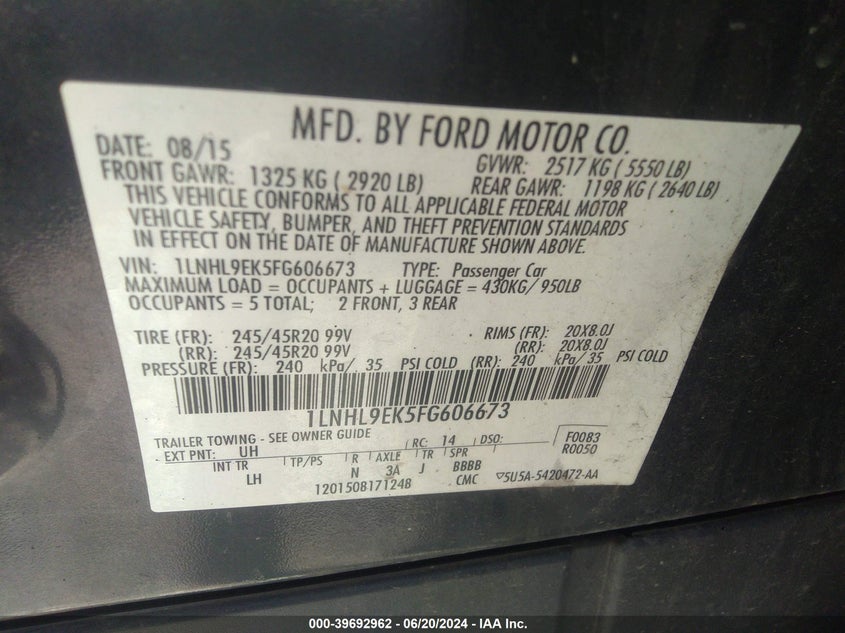 MFD. BY FORD MOTOR CO.
DATE: 08/15 GVWR: 2517 KG ( 5550 LB)
FRONT GAWR: 1325 KG ( 2920 LB) REAR GAWR: 1198 KG ( 2640 LB)
THIS VEHICLE CONFORMS TO ALL APPLICABLE FEDERAL MOTOR
VEHICLE SAFETY, BUMPER, AND THEFT PREVENTION STANDARDS
IN EFFECT ON THE DATE OF MANUFACTURE SHOWN ABOVE.
VIN: 1LNHL9EK5FG606673 TYPE: Passenger Car
MAXIMUM LOAD = OCCUPANTS + LUGGAGE = 430KG/ 950LB
OCCUPANTS = 5 TOTAL; 2 FRONT, 3 REAR
TIRE (FR): 245/45R20 99V RIMS (FR): 20X8.0J
(RR): 245/45R20 99V (RR): 20X8.0J
PRESSURE (FR): 240 kPa/ 35 PSI COLD (RR): 240 kPa/ 35 PSI COLD
1LNHL9EK5FG606673
TRAILER TOWING - SEE OWNER GUIDE RC: 14 DSO: F0083
EXT PNT: UH R0050
INT TR TP/PS R AXLE TR SPR
LH N 3A J BBBB
1201508171248 CMC 5U5A-5420472-AA
000-39692962 - 06/20/2024 - IAA Inc.